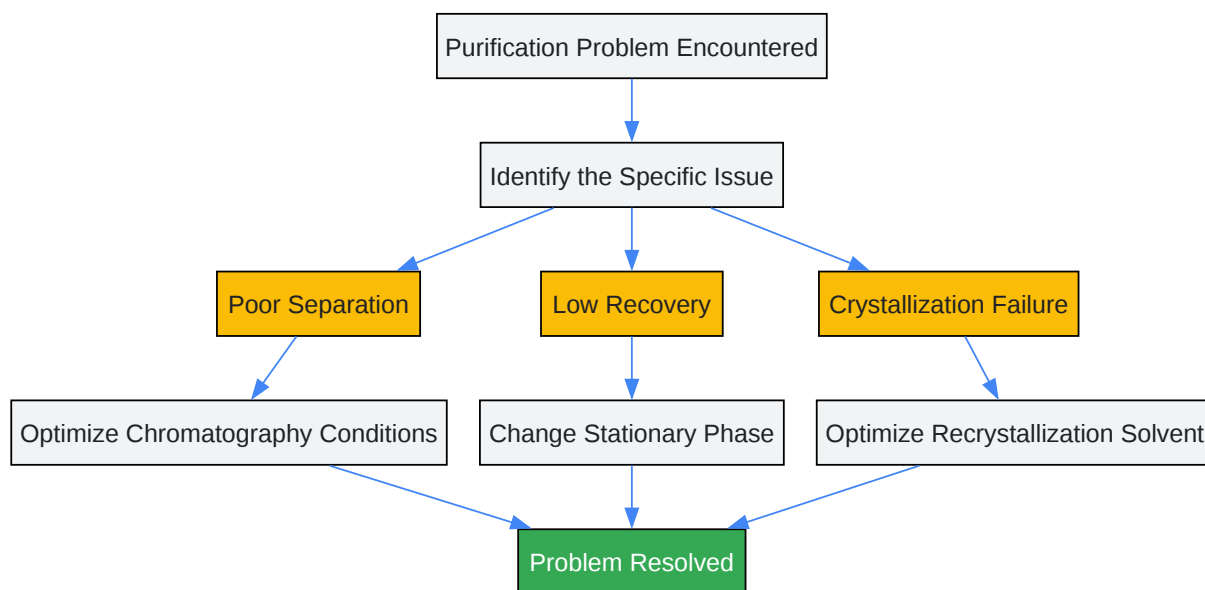 Purification Problem Encountered
Identify the Specific Issue
Poor Separation
Low Recovery
Crystallization Failure
Optimize Chromatography Conditions
Change Stationary Phase
Optimize Recrystallization Solvent
Problem Resolved